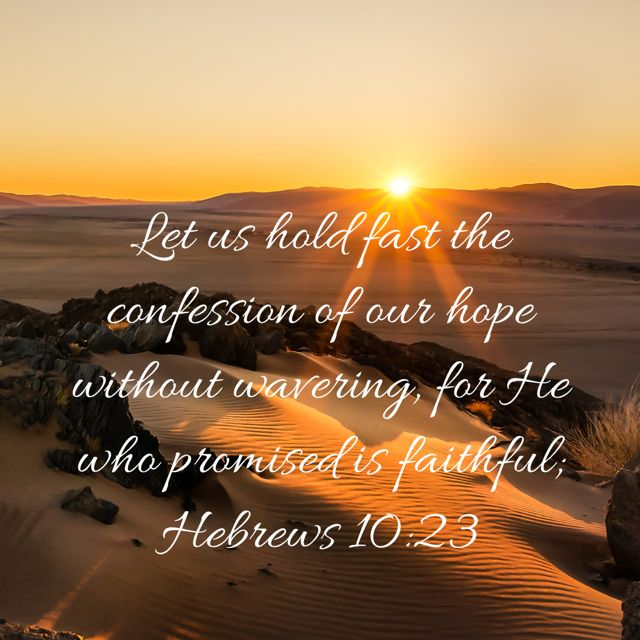 Let us hold fast the
confession of our hope
without wavering, for He
who promised is faithful;
Hebrews 10:23